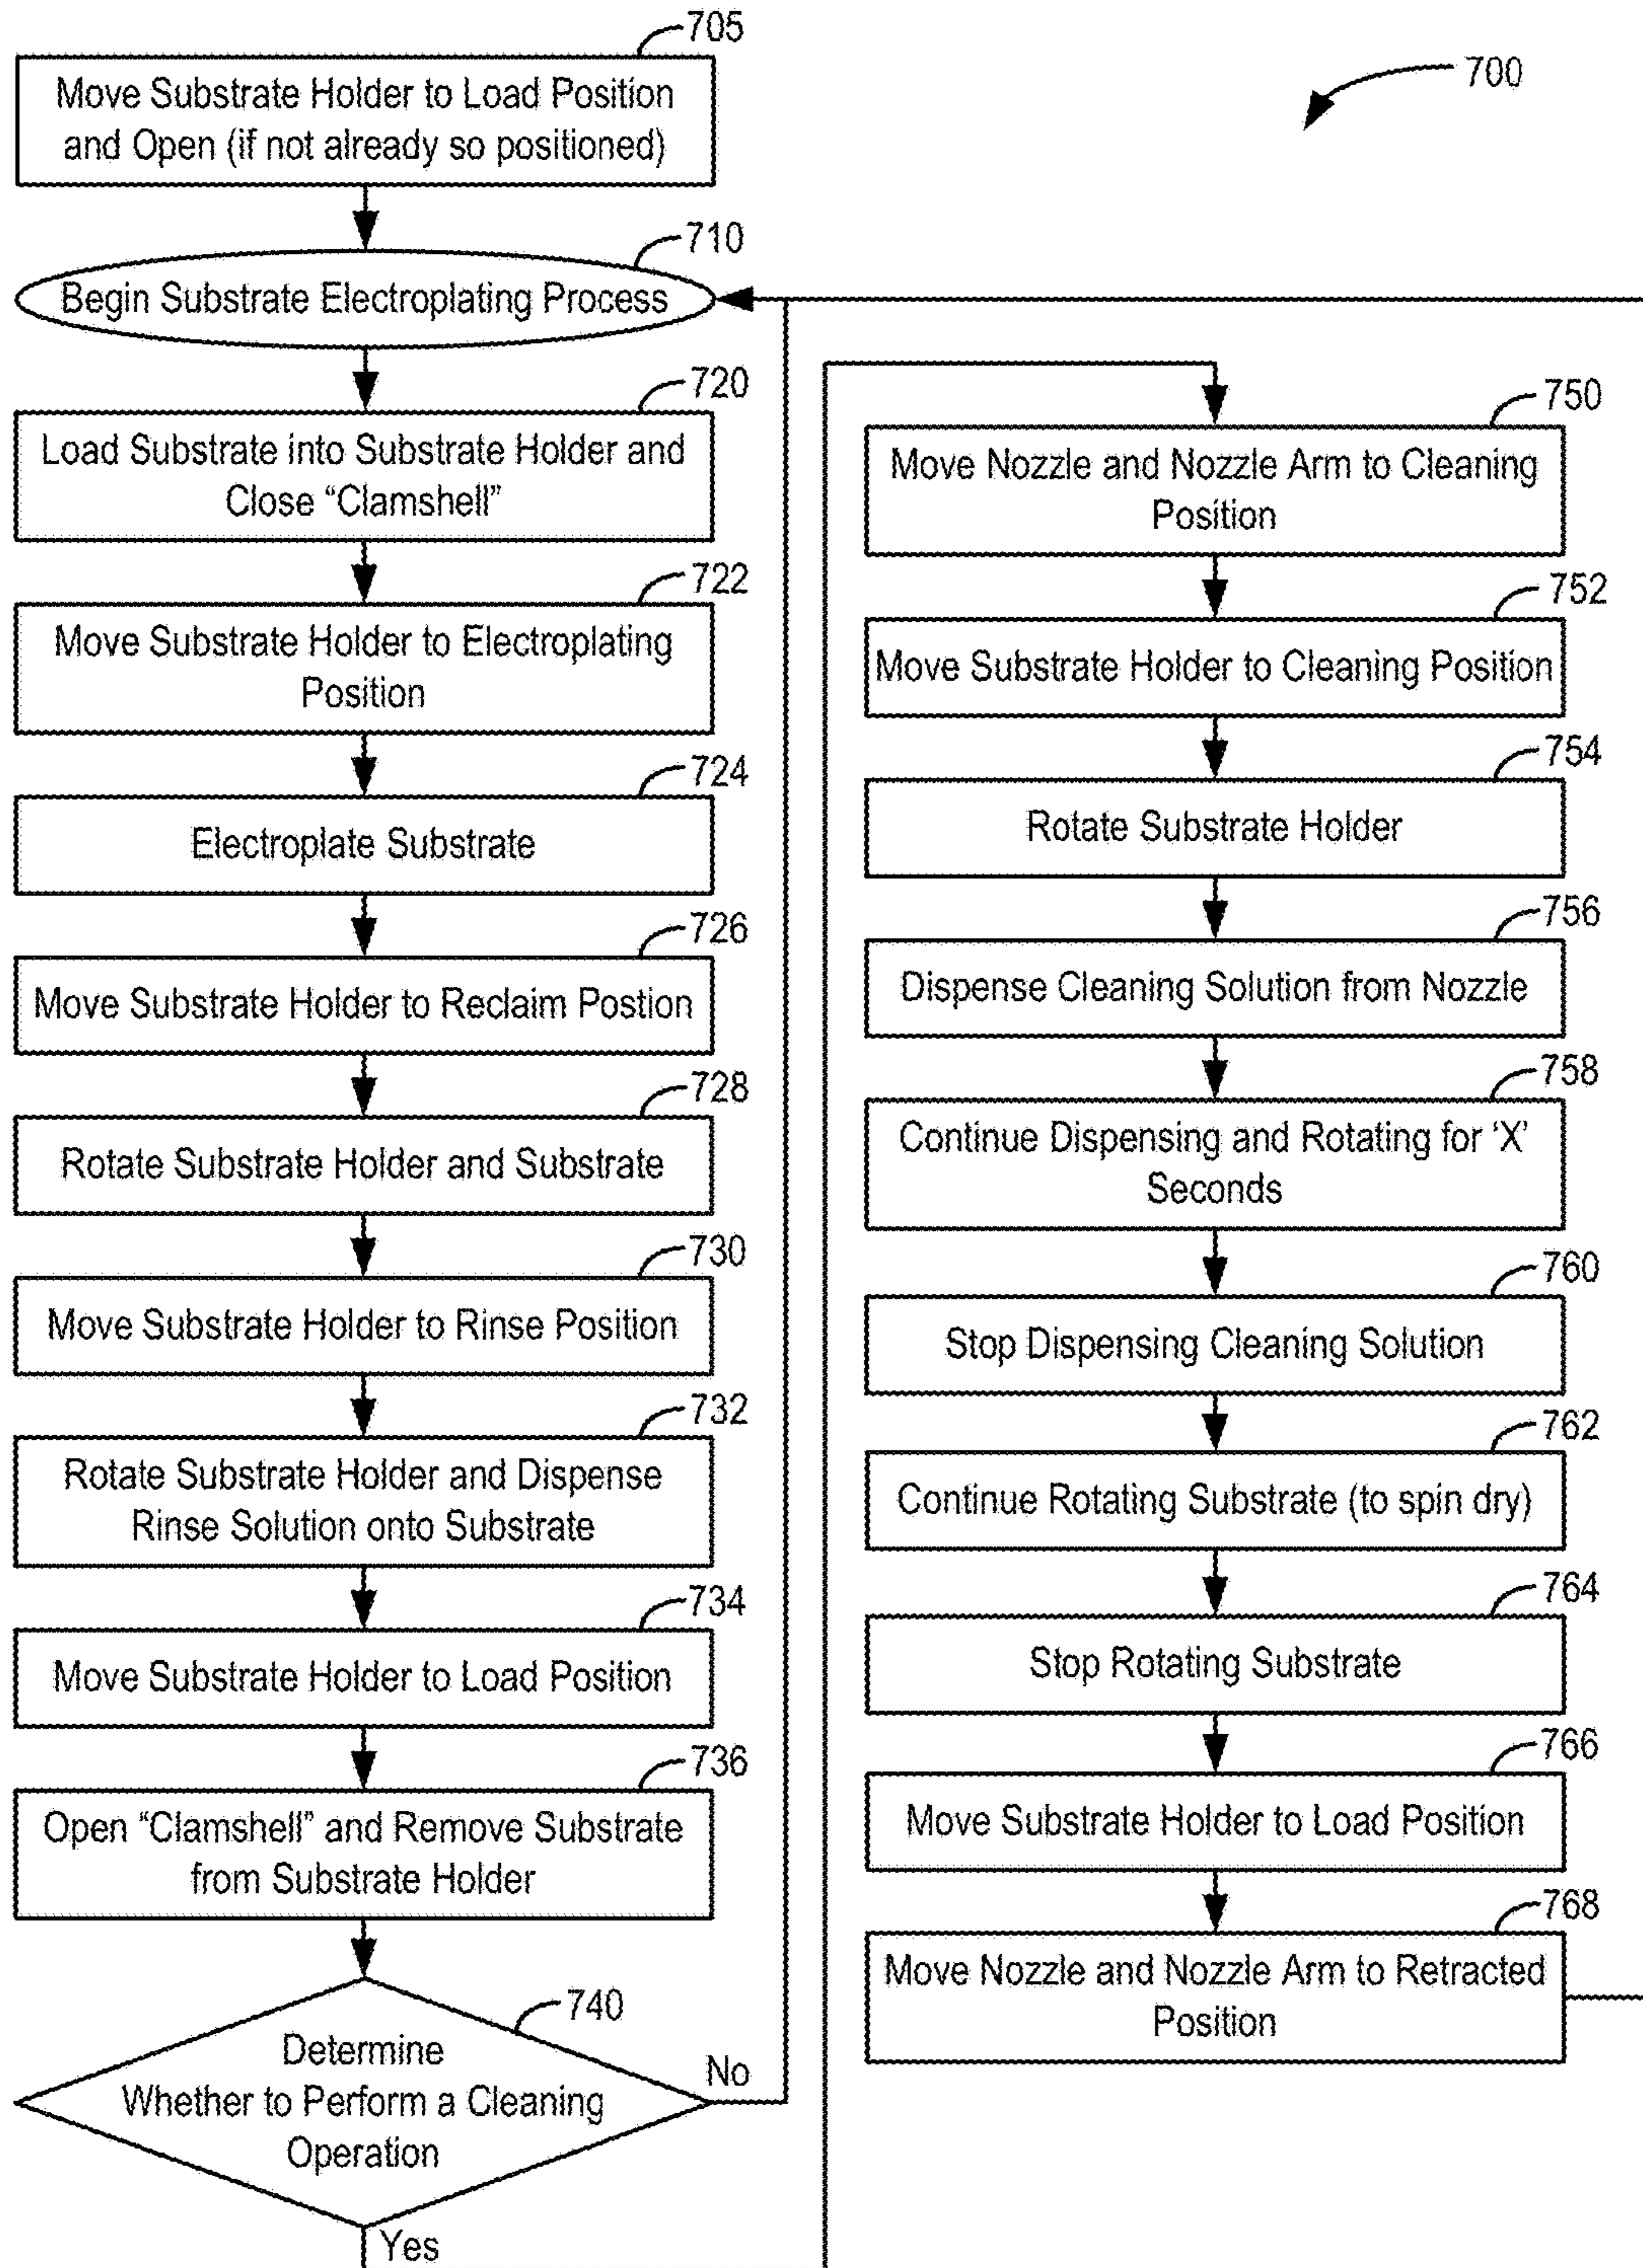 705
Move Substrate Holder to Load Position
and Open (if not already so positioned)
700
710
Begin Substrate Electroplating Process
720
Load Substrate into Substrate Holder and
Close “Clamshell”
722
Move Substrate Holder to Electroplating
Position
724
Electroplate Substrate
726
Move Substrate Holder to Reclaim Postion
728
Rotate Substrate Holder and Substrate
730
Move Substrate Holder to Rinse Position
732
Rotate Substrate Holder and Dispense
Rinse Solution onto Substrate
734
Move Substrate Holder to Load Position
736
Open “Clamshell” and Remove Substrate
from Substrate Holder
740
Determine
Whether to Perform a Cleaning
Operation
No
Yes
750
Move Nozzle and Nozzle Arm to Cleaning
Position
752
Move Substrate Holder to Cleaning Position
754
Rotate Substrate Holder
756
Dispense Cleaning Solution from Nozzle
758
Continue Dispensing and Rotating for ‘X’
Seconds
760
Stop Dispensing Cleaning Solution
762
Continue Rotating Substrate (to spin dry)
764
Stop Rotating Substrate
766
Move Substrate Holder to Load Position
768
Move Nozzle and Nozzle Arm to Retracted
Position